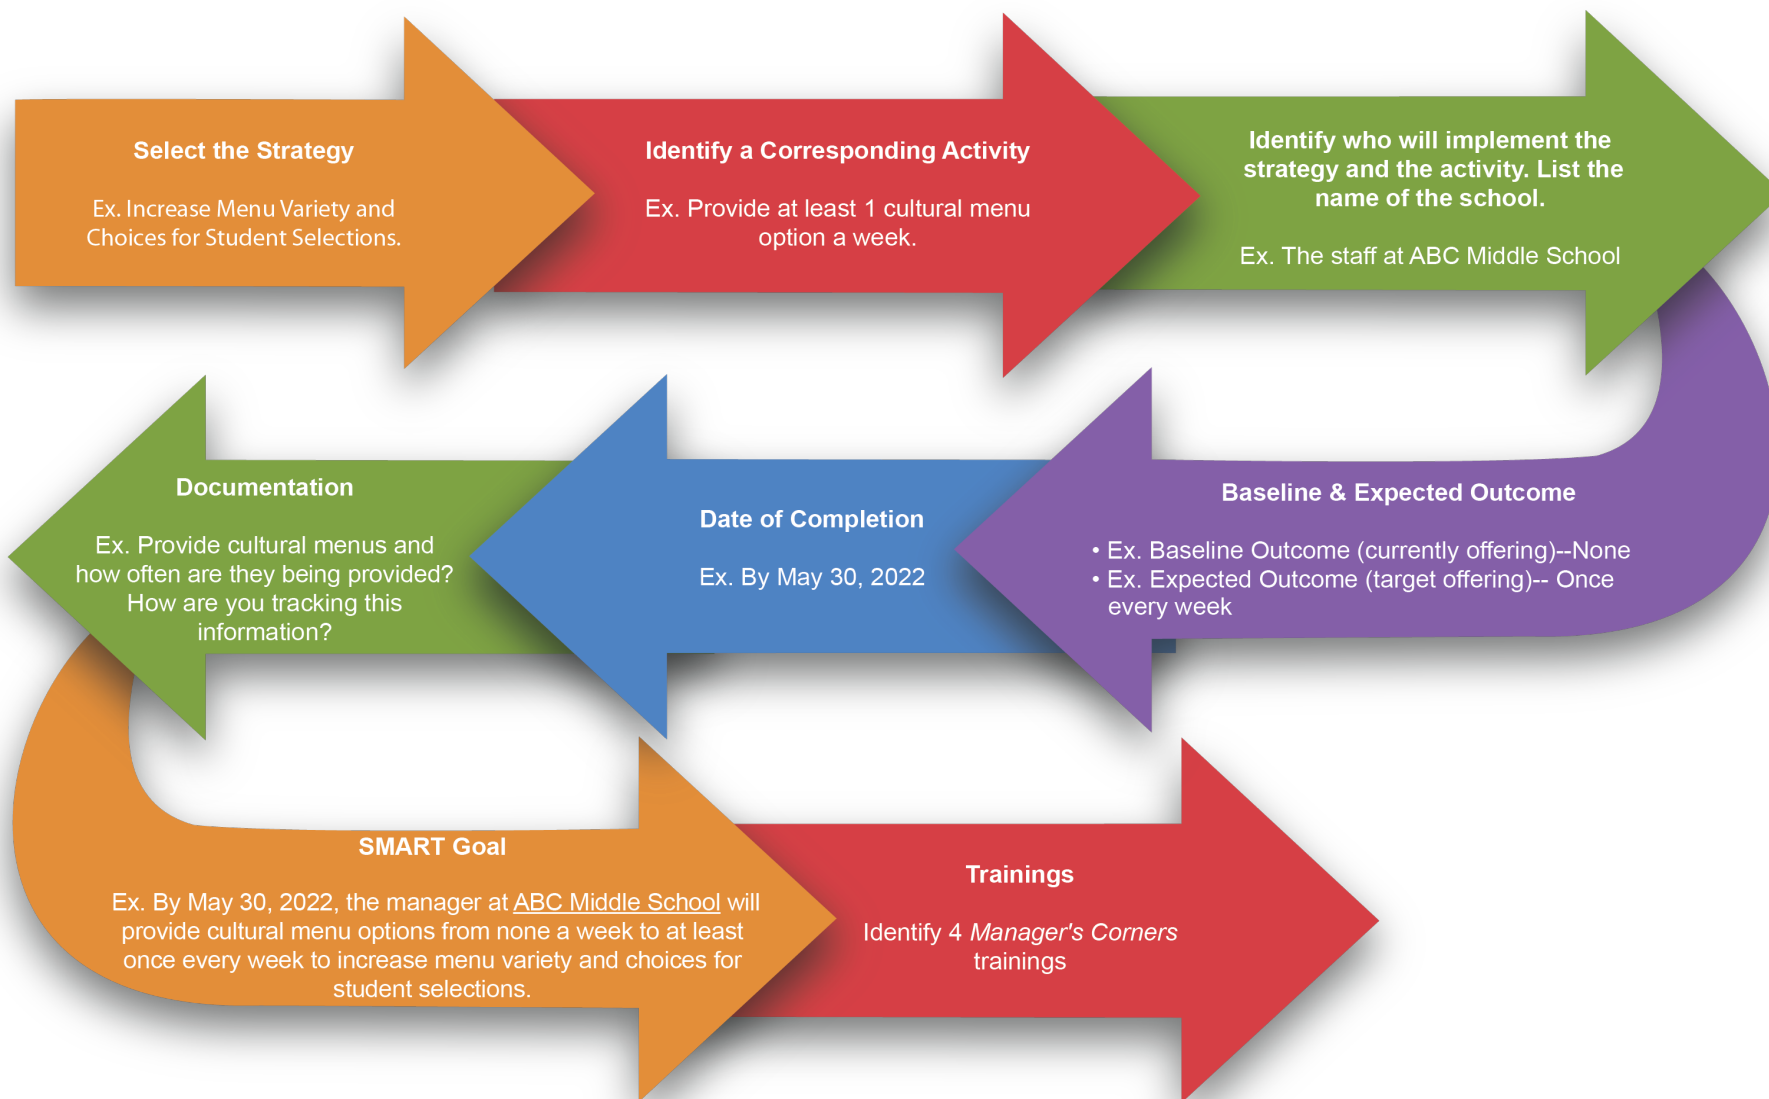 Select the Strategy
Ex. Increase Menu Variety and
Choices for Student Selections.
Identify a Corresponding Activity
Ex. Provide at least 1 cultural menu
option a week.
Identify who will implement the
strategy and the activity. List the
name of the school.
Ex. The staff at ABC Middle School
Baseline & Expected Outcome
• Ex. Baseline Outcome (currently offering)--None
• Ex. Expected Outcome (target offering)-- Once
every week
Date of Completion
Ex. By May 30, 2022
Documentation
Ex. Provide cultural menus and
how often are they being provided?
How are you tracking this
information?
SMART Goal
Ex. By May 30, 2022, the manager at ABC Middle School will
provide cultural menu options from none a week to at least
once every week to increase menu variety and choices for
student selections.
Trainings
Identify 4 Manager's Corners
trainings